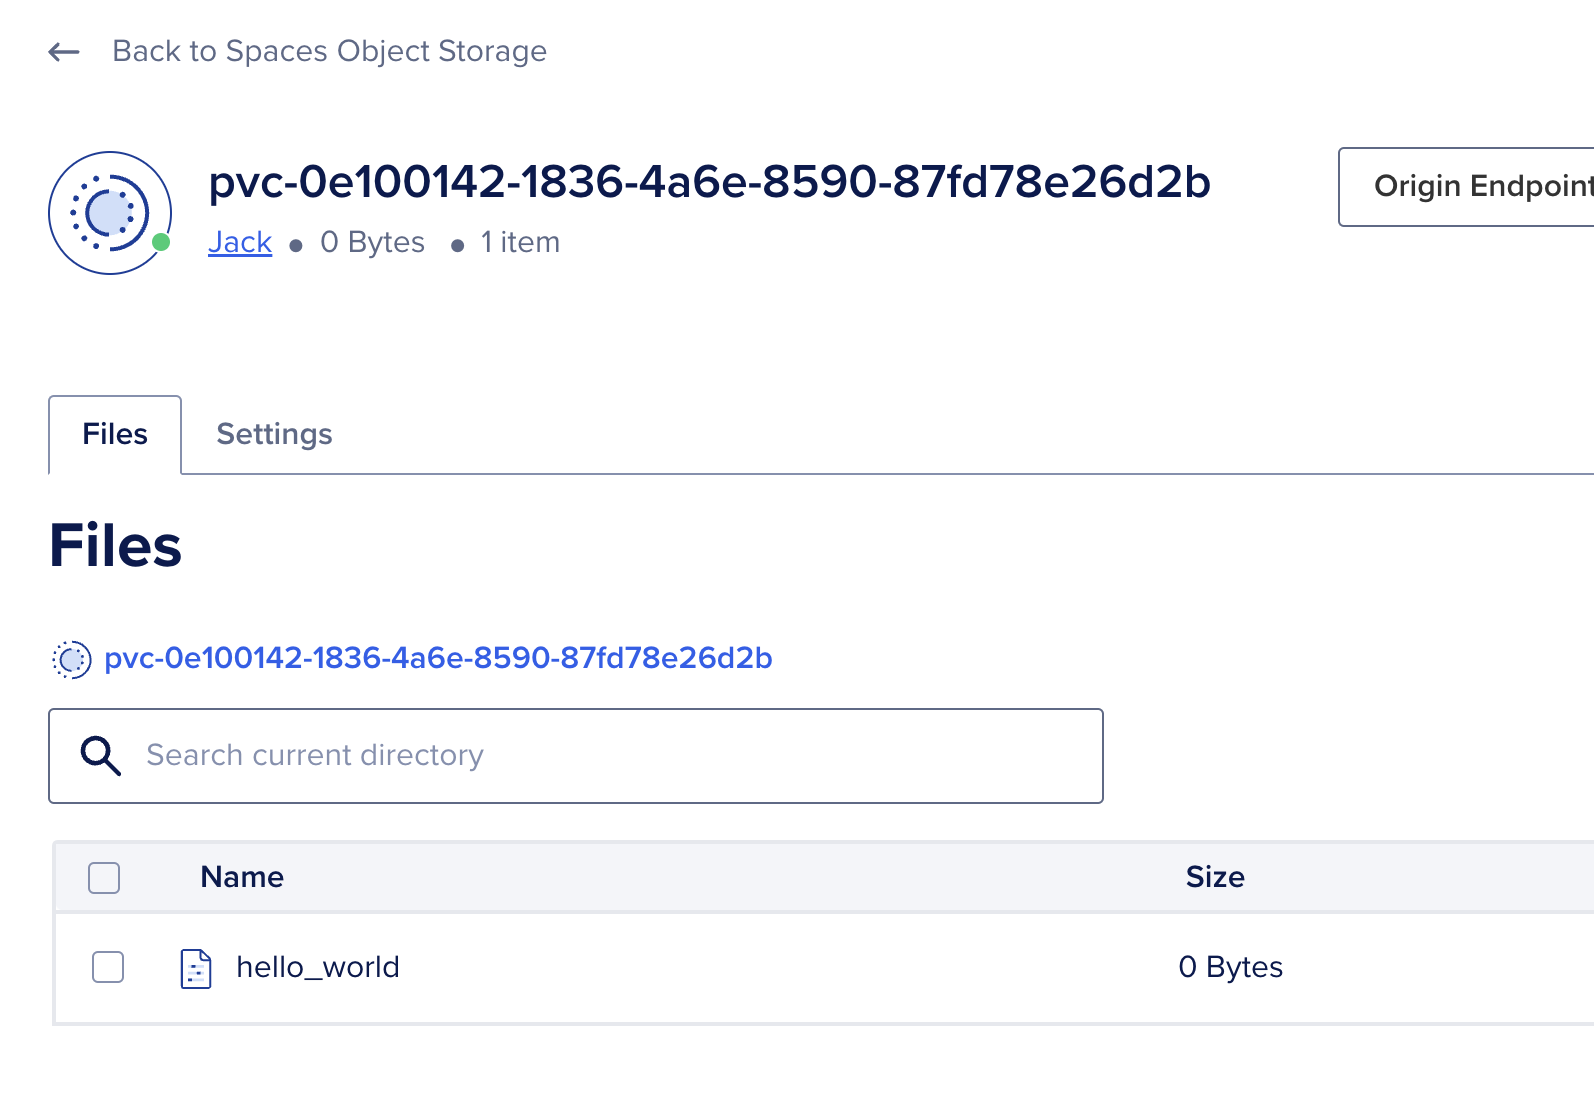 Back to Spaces Object Storage
pvc-0e100142-1836-4a6e-8590-87fd78e26d2b
Origin Endpoint
Jack ● 0 Bytes ● 1 item
Files Settings
Files
pvc-0e100142-1836-4a6e-8590-87fd78e26d2b
Search current directory
Name Size
hello_world 0 Bytes